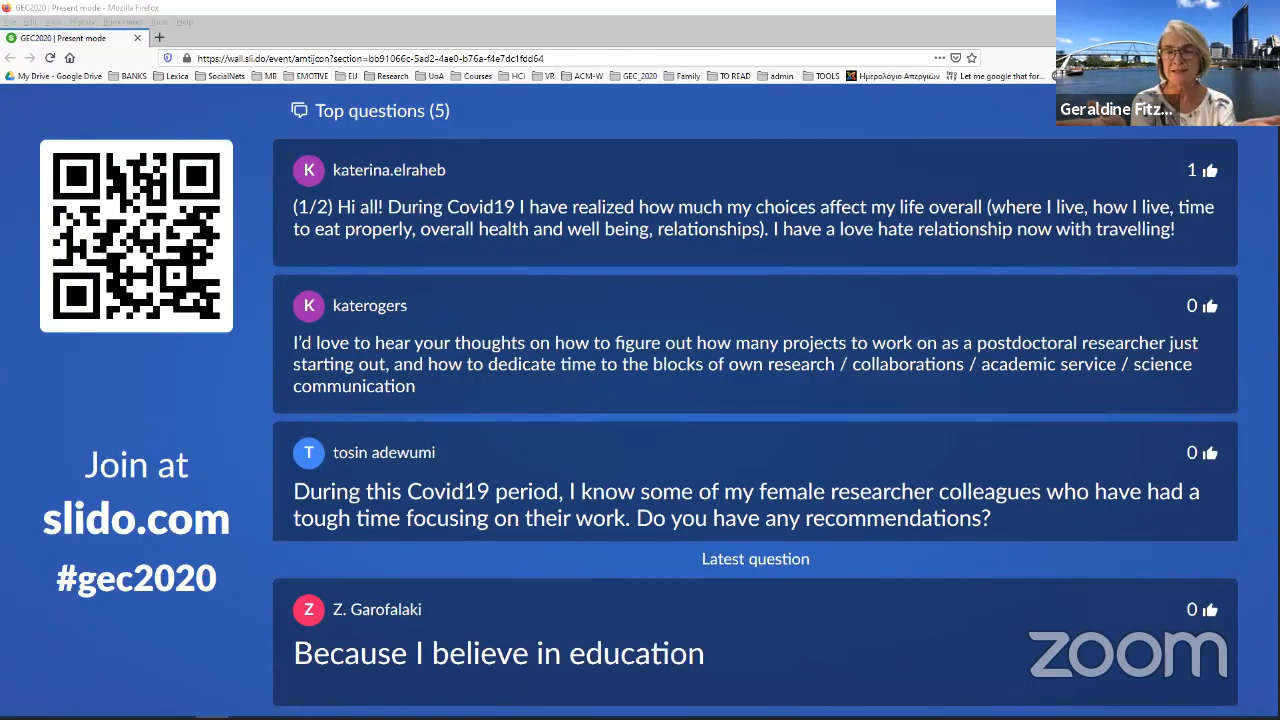 GEC2020 | Present mode - Mozilla Firefox
File Edit View History Bookmarks Tools Help
GEC2020 | Present mode
https://wall.sli.do/event/amtijcon?section=bb91066c-5ad2-4ae0-b76a-f4e7dc1fdd64
My Drive - Google Drive BANKS Lexica SocialNets MB EMOTIVE EU Research UoA Courses HCI VR ACM-W GEC_2020 Family TO READ admin TOOLS Ημερολόγιο Απεργιών Let me google that for...
Geraldine Fitz...
Top questions (5)
K katerina.elraheb 1
(1/2) Hi all! During Covid19 I have realized how much my choices affect my life overall (where I live, how I live, time
to eat properly, overall health and well being, relationships). I have a love hate relationship now with travelling!
K katerogers 0
I'd love to hear your thoughts on how to figure out how many projects to work on as a postdoctoral researcher just
starting out, and how to dedicate time to the blocks of own research / collaborations / academic service / science
communication
T tosin adewumi 0
During this Covid19 period, I know some of my female researcher colleagues who have had a
tough time focusing on their work. Do you have any recommendations?
Latest question
Z Z. Garofalaki 0
Because I believe in education
Join at
slido.com
#gec2020
zoom